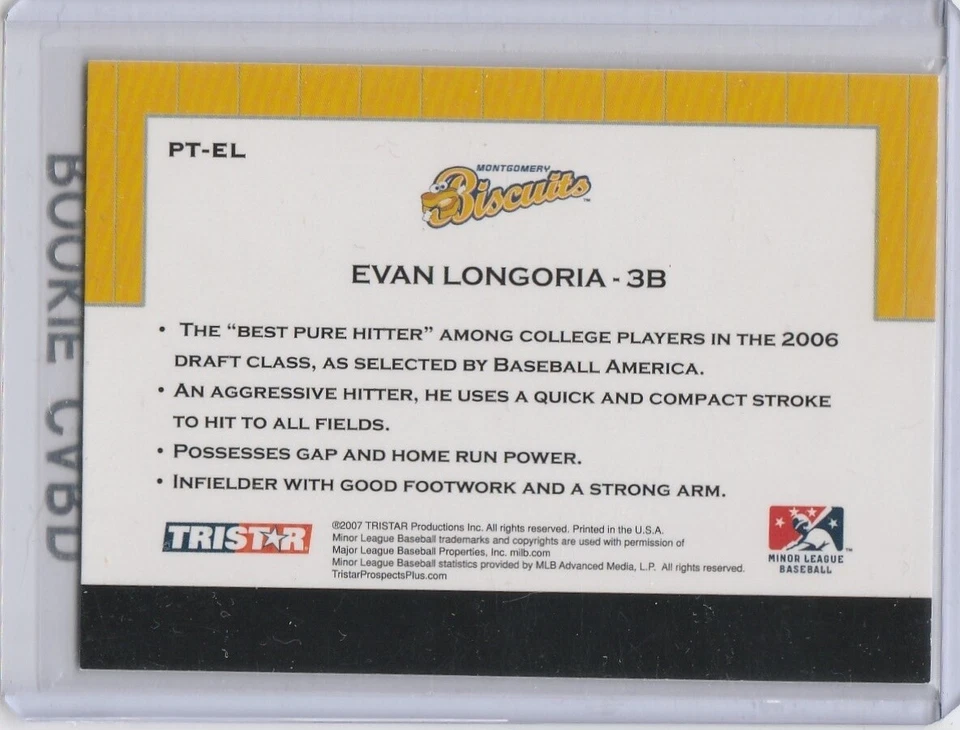 PT-EL
MONTGOMERY
Biscuits™
EVAN LONGORIA - 3B
• THE “BEST PURE HITTER” AMONG COLLEGE PLAYERS IN THE 2006
DRAFT CLASS, AS SELECTED BY BASEBALL AMERICA.
• AN AGGRESSIVE HITTER, HE USES A QUICK AND COMPACT STROKE
TO HIT TO ALL FIELDS.
• POSSESSES GAP AND HOME RUN POWER.
• INFIELDER WITH GOOD FOOTWORK AND A STRONG ARM.
TRISTAR®
©2007 TRISTAR Productions Inc. All rights reserved. Printed in the U.S.A.
Minor League Baseball trademarks and copyrights are used with permission of
Major League Baseball Properties, Inc. milb.com
Minor League Baseball statistics provided by MLB Advanced Media, L.P. All rights reserved.
TristarProspectsPlus.com
MINOR LEAGUE™
BASEBALL
ROOKIE CARD